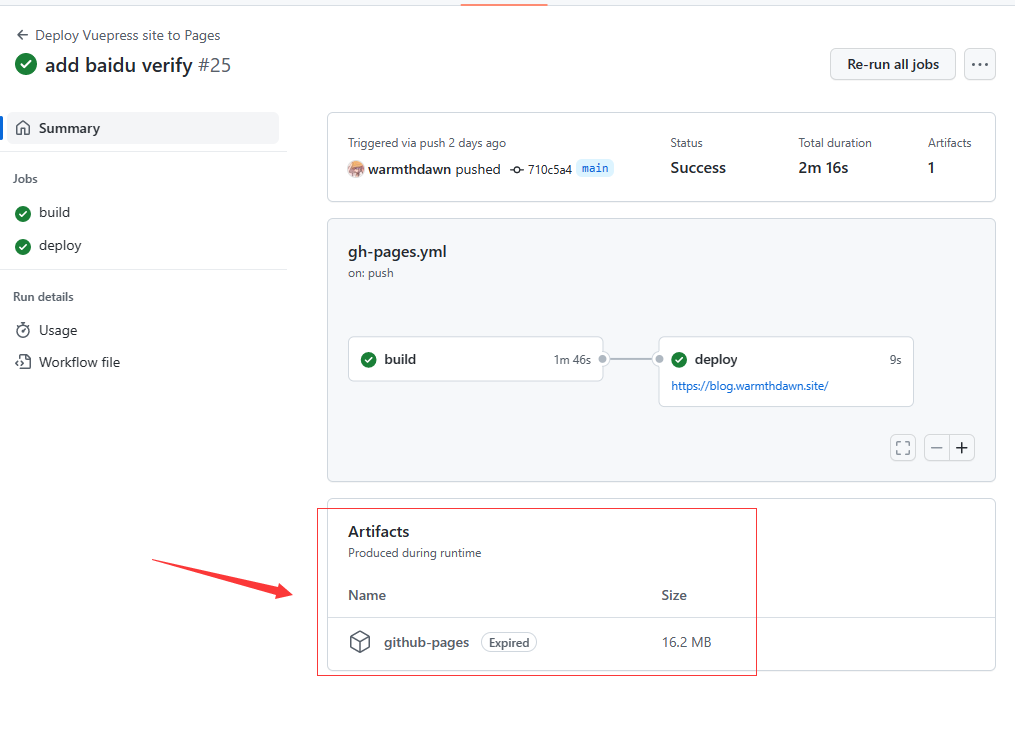 Deploy Vuepress site to Pages
add baidu verify #25
Re-run all jobs
Summary
Jobs
build
deploy
Run details
Usage
Workflow file
Triggered via push 2 days ago
warmthdawn pushed 710c5a4 main
Status
Success
Total duration
2m 16s
Artifacts
1
gh-pages.yml
on: push
build 1m 46s
deploy 9s
https://blog.warmthdawn.site/
Artifacts
Produced during runtime
Name Size
github-pages Expired 16.2 MB